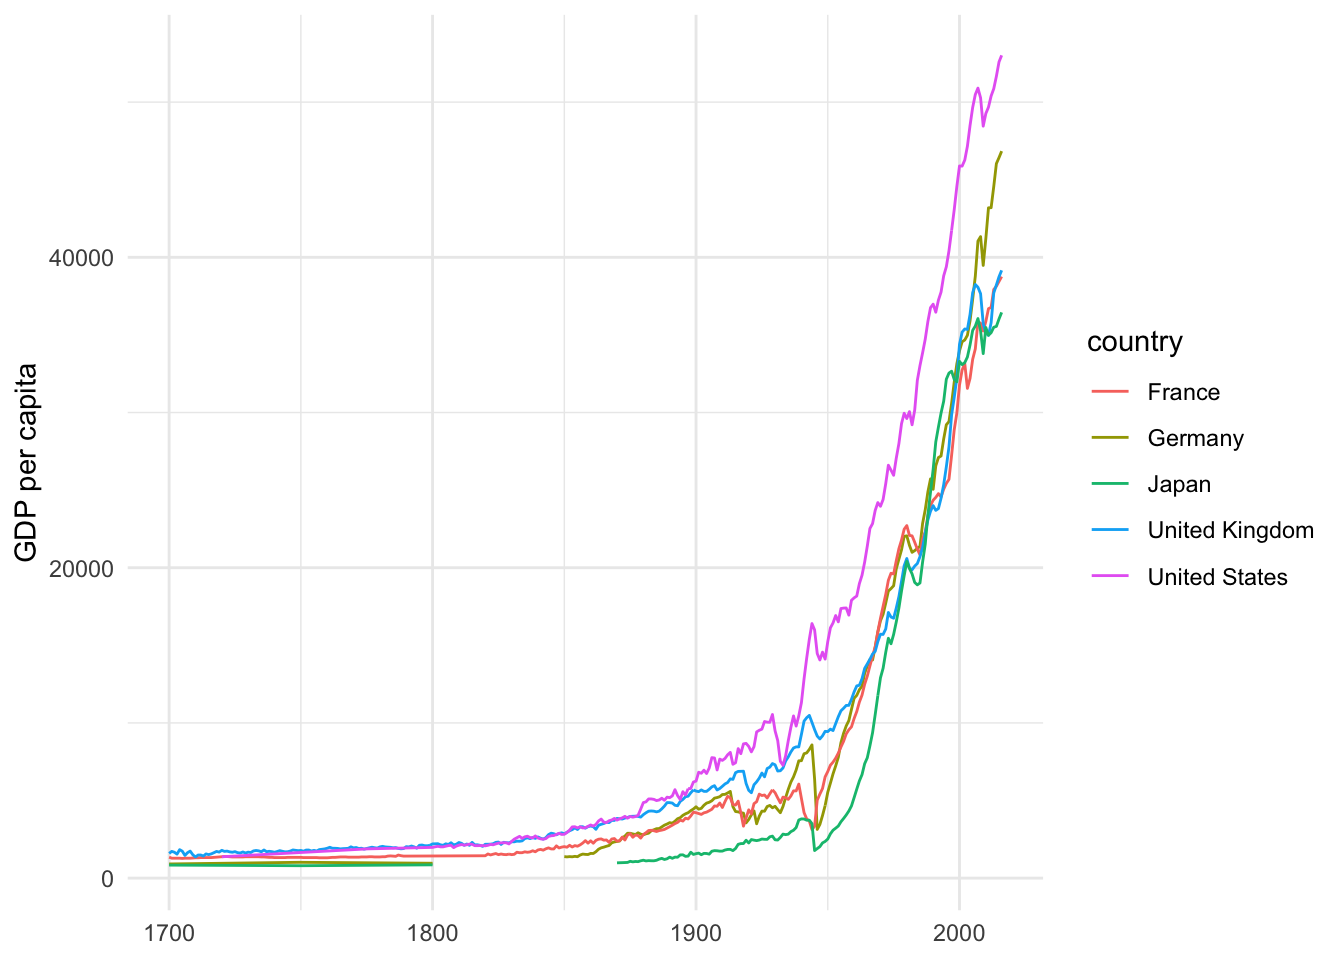 GDP per capita
40000
20000
0
1700
1800
1900
2000
country
France
Germany
Japan
United Kingdom
United States